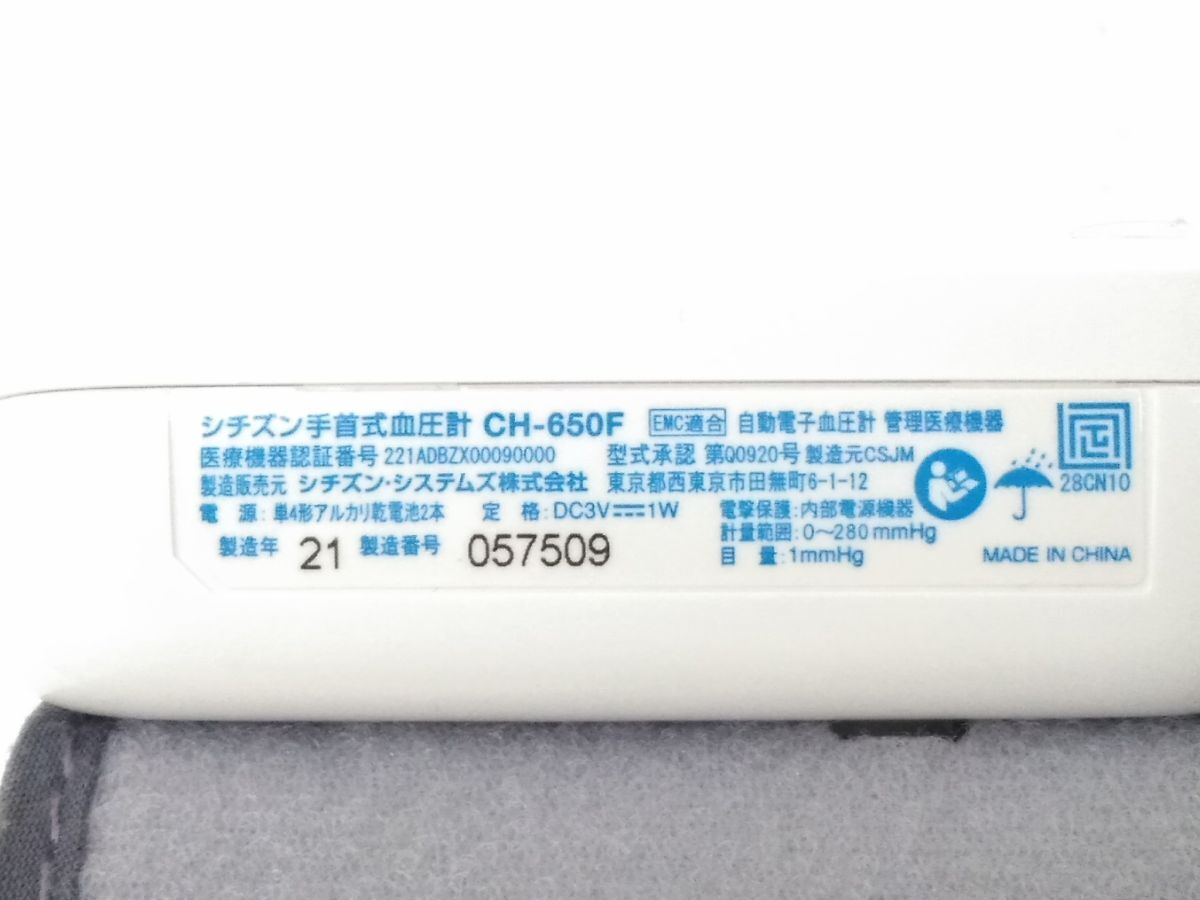 シチズン手首式血圧計 CH-650F EMC適合 自動電子血圧計 管理医療機器
医療機器認証番号 221ADBZX00090000 型式承認 第Q0920号 製造元CSJM
製造販売元 シチズン・システムズ株式会社 東京都西東京市田無町6-1-12
電 源:単4形アルカリ乾電池2本 定 格:DC3V⎓1W 電撃保護:内部電源機器
計量範囲:0〜280mmHg
製造年 21 製造番号 057509 目 量:1mmHg
正
28CN10
MADE IN CHINA